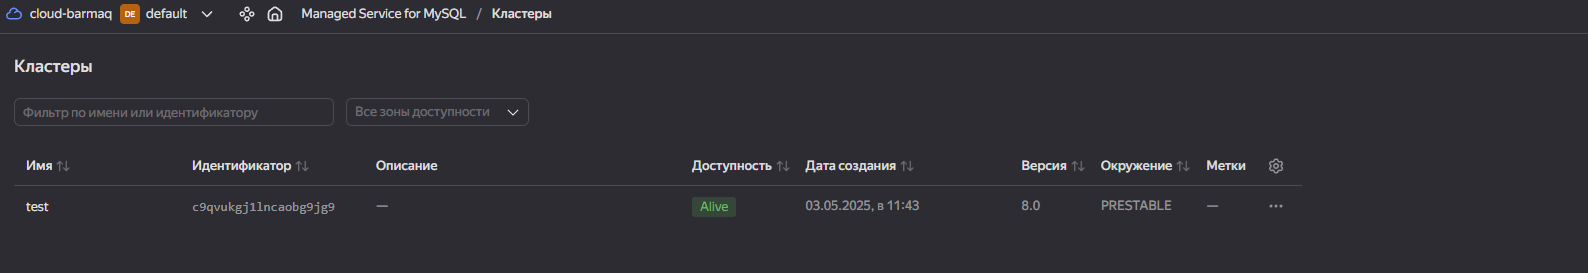 cloud-barmaq DE default Managed Service for MySQL / Кластеры
Кластеры
Фильтр по имени или идентификатору Все зоны доступности
Имя Идентификатор Описание Доступность Дата создания Версия Окружение Метки
test c9qvukgj1lncaobg9jg9 — Alive 03.05.2025, в 11:43 8.0 PRESTABLE —